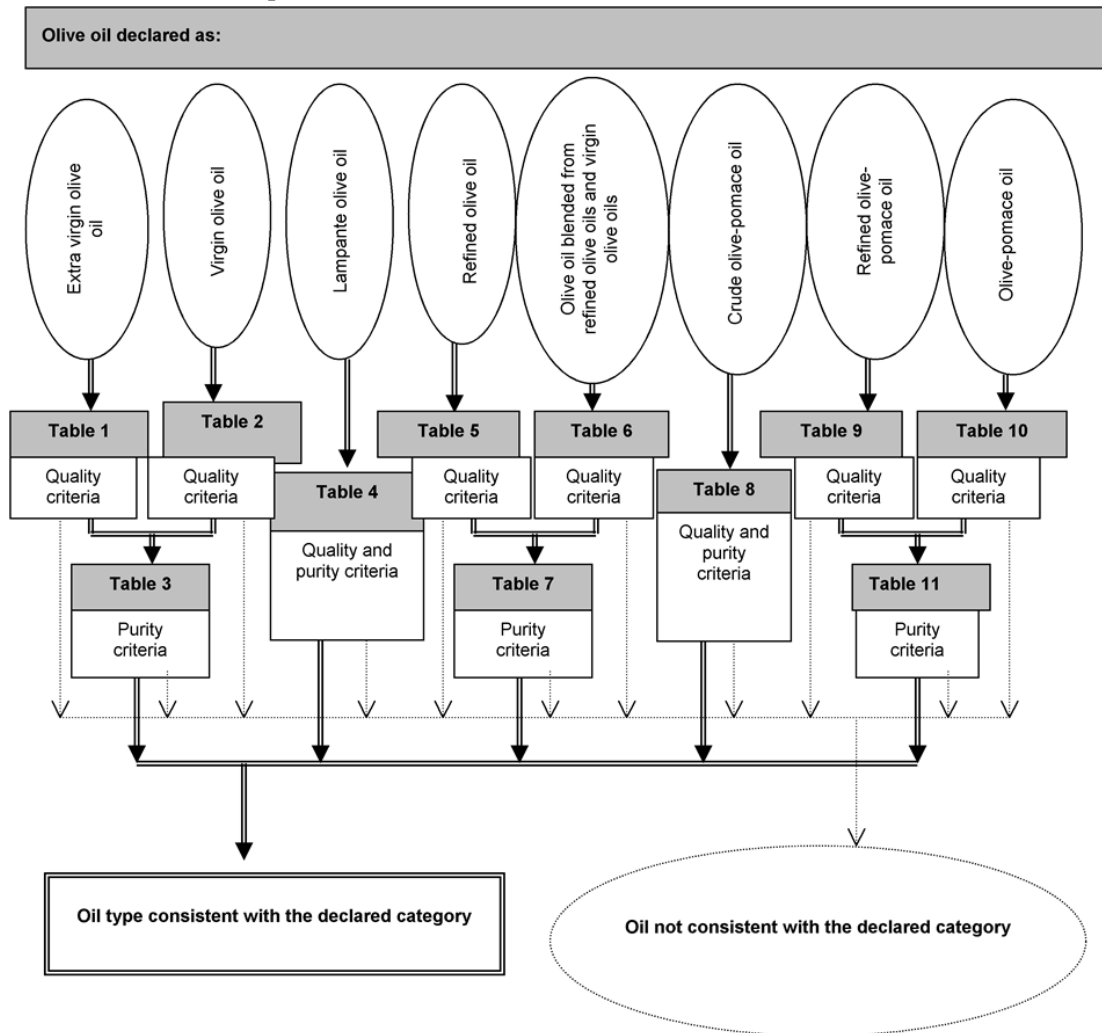 Olive oil declared as:
Extra virgin olive
oil
Virgin olive oil
Lampante olive oil
Refined olive oil
Olive oil blended from
refined olive oils and virgin
olive oils
Crude olive-pomace oil
Refined olive-
pomace oil
Olive-pomace oil
Table 1
Quality
criteria
Table 2
Quality
criteria
Table 4
Quality and
purity criteria
Table 5
Quality
criteria
Table 6
Quality
criteria
Table 8
Quality and
purity
criteria
Table 9
Quality
criteria
Table 10
Quality
criteria
Table 3
Purity
criteria
Table 7
Purity
criteria
Table 11
Purity
criteria
Oil type consistent with the declared category
Oil not consistent with the declared category